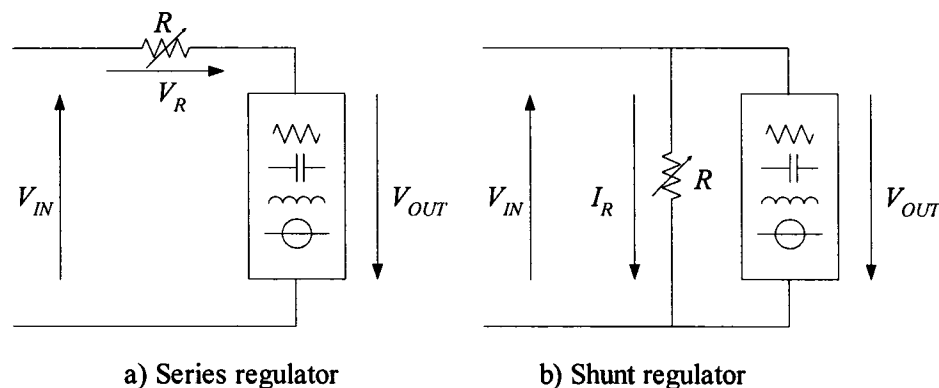 R
V_R
V_IN
V_OUT
a) Series regulator
V_IN
I_R
R
V_OUT
b) Shunt regulator